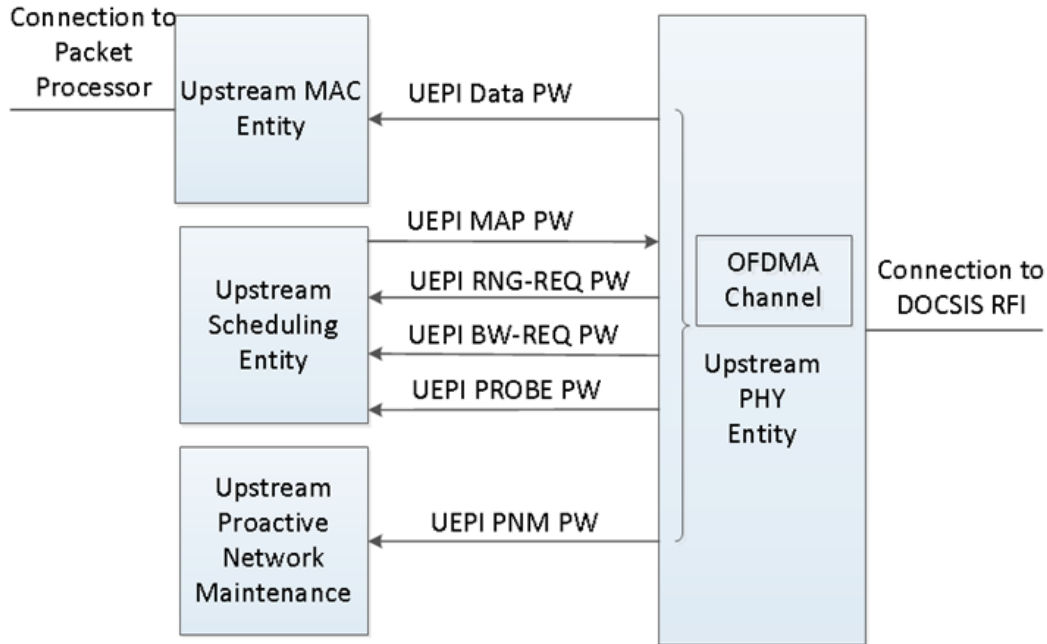 Connection to
Packet
Processor
Upstream MAC
Entity
UEPI Data PW
UEPI MAP PW
Upstream
Scheduling
Entity
UEPI RNG-REQ PW
UEPI BW-REQ PW
UEPI PROBE PW
Upstream
Proactive
Network
Maintenance
UEPI PNM PW
OFDMA
Channel
Upstream
PHY
Entity
Connection to
DOCSIS RFI